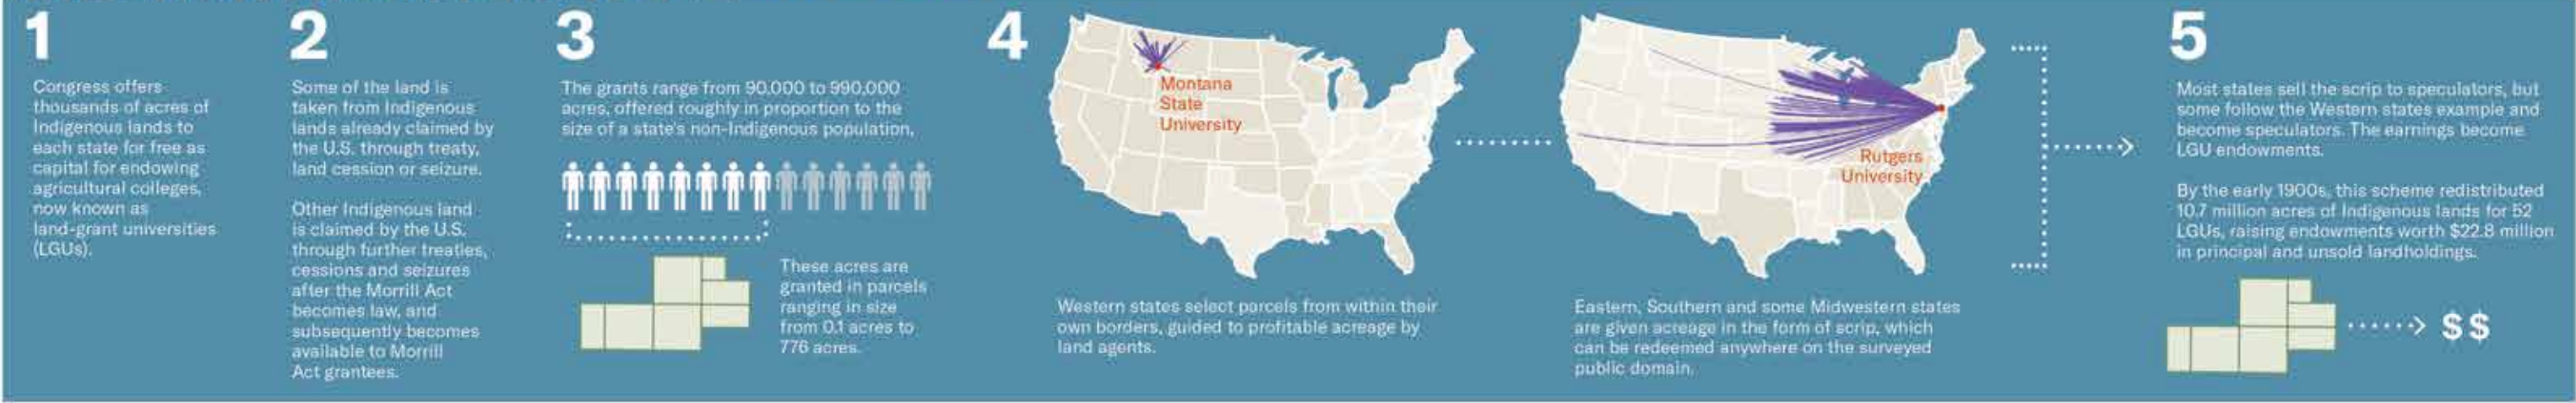 1
Congress offers
thousands of acres of
Indigenous lands to
each state for free as
capital for endowing
agricultural colleges,
now known as
land-grant universities
(LGUs).
2
Some of the land is
taken from Indigenous
lands already claimed by
the U.S. through treaty,
land cession or seizure.
Other Indigenous land
is claimed by the U.S.
through further treaties,
cessions and seizures
after the Morrill Act
becomes law, and
subsequently becomes
available to Morrill
Act grantees.
3
The grants range from 90,000 to 990,000
acres, offered roughly in proportion to the
size of a state's non-Indigenous population.
These acres are
granted in parcels
ranging in size
from 0.1 acres to
776 acres.
4
Montana
State
University
Western states select parcels from within their
own borders, guided to profitable acreage by
land agents.
Rutgers
University
Eastern, Southern and some Midwestern states
are given acreage in the form of scrip, which
can be redeemed anywhere on the surveyed
public domain.
5
Most states sell the scrip to speculators, but
some follow the Western states example and
become speculators. The earnings become
LGU endowments.
By the early 1900s, this scheme redistributed
10.7 million acres of Indigenous lands for 52
LGUs, raising endowments worth $22.8 million
in principal and unsold landholdings.
$$